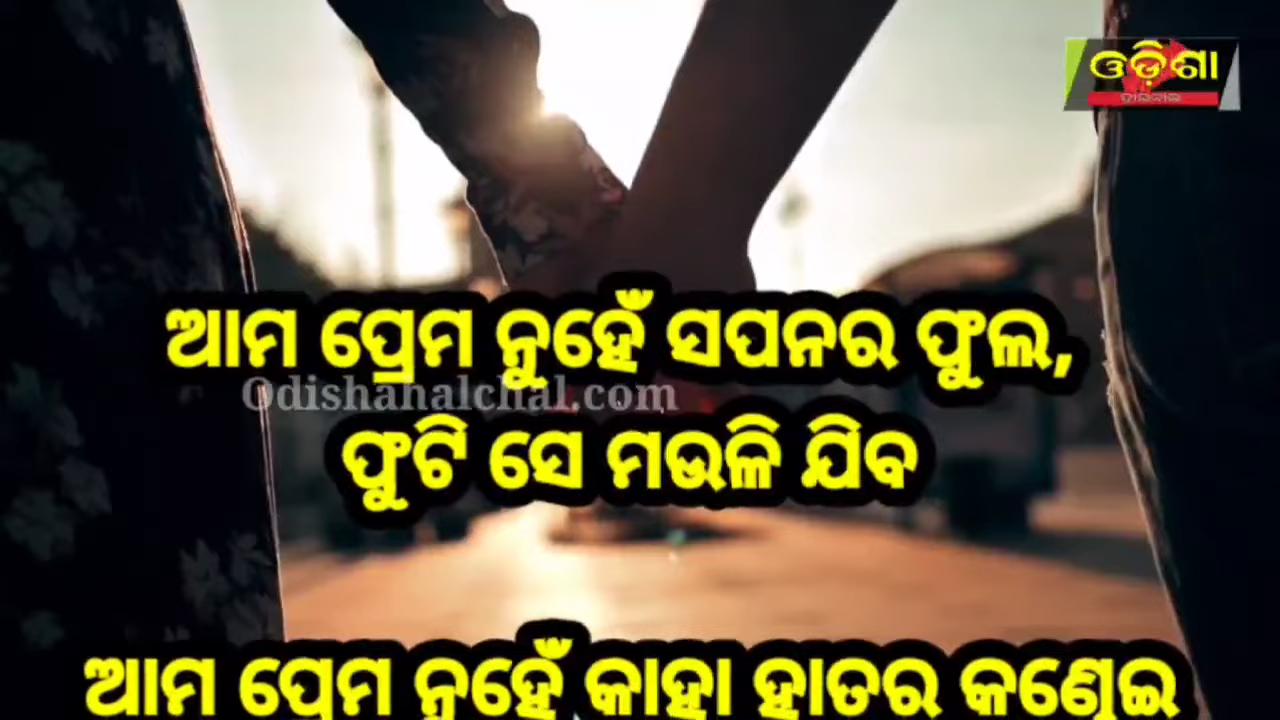 ଓଡ଼ିଶା
ଆମ ପ୍ରେମ ନୁହେଁ ସପନର ଫୁଲ,
Odishanalchal.com
ଫୁଟି ସେ ମଉଳି ଯିବ
ଆମ ପ୍ରେମ ନୁହେଁ କାହା ହାତର କଣ୍ଢେଇ